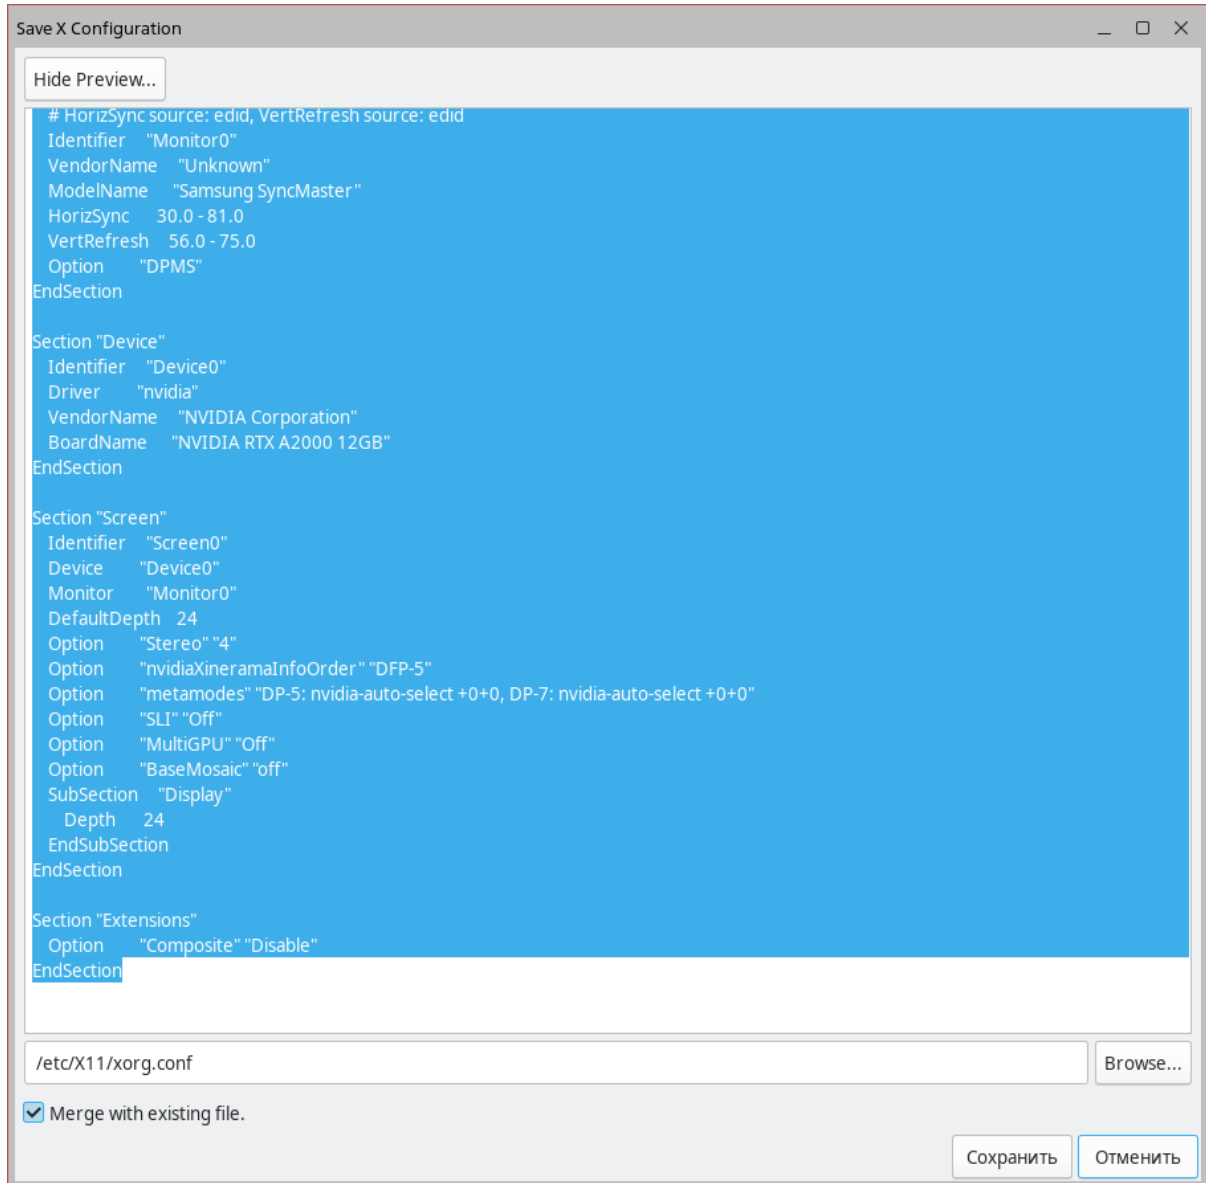 Save X Configuration
Hide Preview...
# HorizSync source: edid, VertRefresh source: edid
Identifier "Monitor0"
VendorName "Unknown"
ModelName "Samsung SyncMaster"
HorizSync 30.0 - 81.0
VertRefresh 56.0 - 75.0
Option "DPMS"
EndSection
Section "Device"
Identifier "Device0"
Driver "nvidia"
VendorName "NVIDIA Corporation"
BoardName "NVIDIA RTX A2000 12GB"
EndSection
Section "Screen"
Identifier "Screen0"
Device "Device0"
Monitor "Monitor0"
DefaultDepth 24
Option "Stereo" "4"
Option "nvidiaXineramaInfoOrder" "DFP-5"
Option "metamodes" "DP-5: nvidia-auto-select +0+0, DP-7: nvidia-auto-select +0+0"
Option "SLI" "Off"
Option "MultiGPU" "Off"
Option "BaseMosaic" "off"
SubSection "Display"
Depth 24
EndSubSection
EndSection
Section "Extensions"
Option "Composite" "Disable"
EndSection
/etc/X11/xorg.conf
Browse...
Merge with existing file.
Сохранить
Отменить